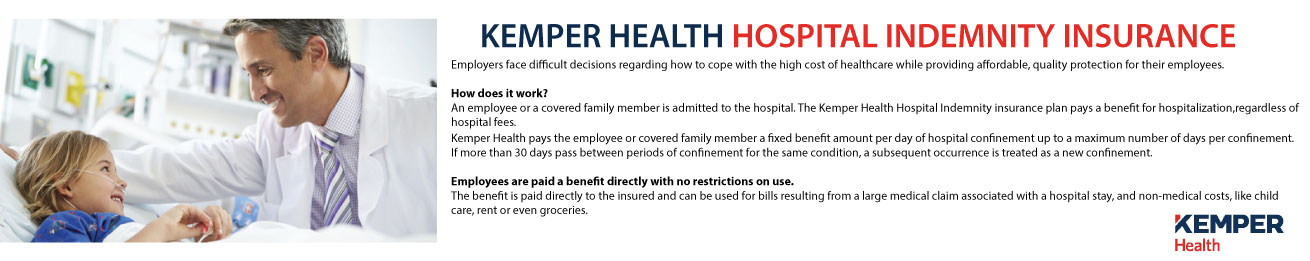 KEMPER HEALTH HOSPITAL INDEMNITY INSURANCE
Employers face difficult decisions regarding how to cope with the high cost of healthcare while providing affordable, quality protection for their employees.
How does it work?
An employee or a covered family member is admitted to the hospital. The Kemper Health Hospital Indemnity insurance plan pays a benefit for hospitalization,regardless of
hospital fees.
Kemper Health pays the employee or covered family member a fixed benefit amount per day of hospital confinement up to a maximum number of days per confinement.
If more than 30 days pass between periods of confinement for the same condition, a subsequent occurrence is treated as a new confinement.
Employees are paid a benefit directly with no restrictions on use.
The benefit is paid directly to the insured and can be used for bills resulting from a large medical claim associated with a hospital stay, and non-medical costs, like child
care, rent or even groceries.
KEMPER
Health